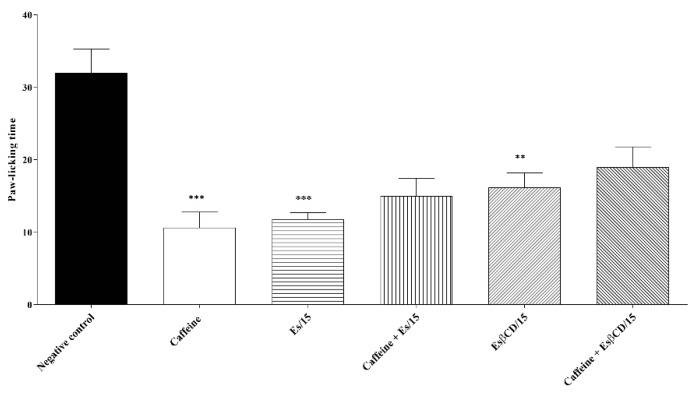 40
30
20
10
0
Paw-licking time
***
***
**
Negative control
Caffeine
Es/15
Caffeine + Es/15
EsβCD/15
Caffeine + EsβCD/15